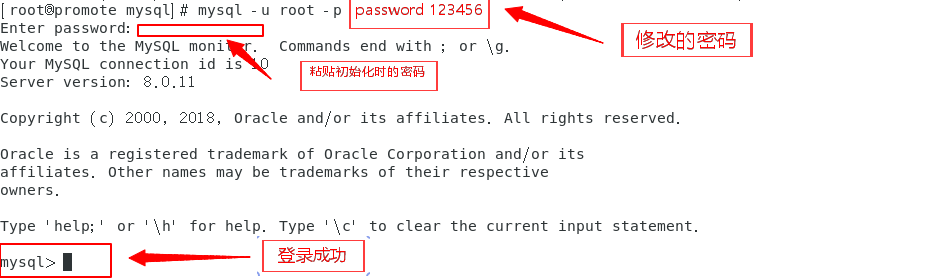 [root@promote mysql]# mysql -u root -p password 123456
修改的密码
Enter password:
Welcome to the MySQL monitor.  Commands end with ; or \g.
Your MySQL connection id is 10
粘贴初始化时的密码
Server version: 8.0.11
Copyright (c) 2000, 2018, Oracle and/or its affiliates. All rights reserved.
Oracle is a registered trademark of Oracle Corporation and/or its
affiliates. Other names may be trademarks of their respective
owners.
Type 'help;' or '\h' for help. Type '\c' to clear the current input statement.
mysql>
登录成功